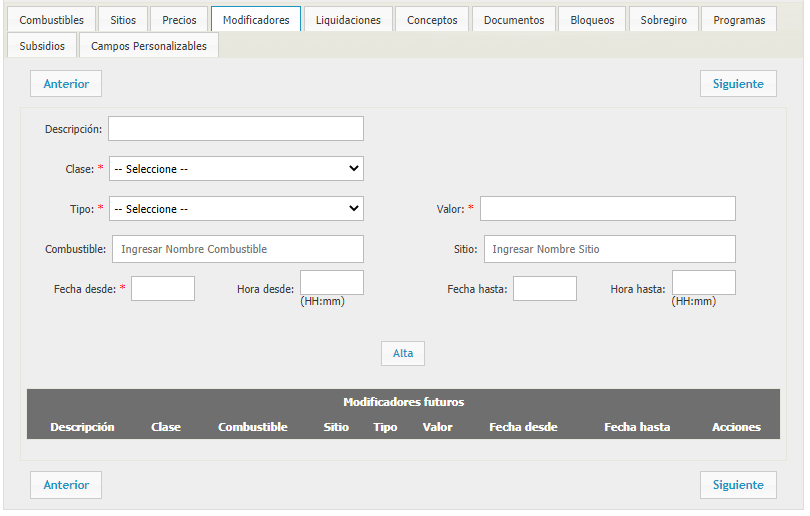 Combustibles Sitios Precios Modificadores Liquidaciones Conceptos Documentos Bloqueos Sobregiro Programas
Subsidios Campos Personalizables
Anterior Siguiente
Descripción:
Clase: * -- Seleccione --
Tipo: * -- Seleccione -- Valor: *
Combustible: Ingresar Nombre Combustible Sitio: Ingresar Nombre Sitio
Fecha desde: * Hora desde: Fecha hasta: Hora hasta:
(HH:mm) (HH:mm)
Alta
Modificadores futuros
Descripción Clase Combustible Sitio Tipo Valor Fecha desde Fecha hasta Acciones
Anterior Siguiente